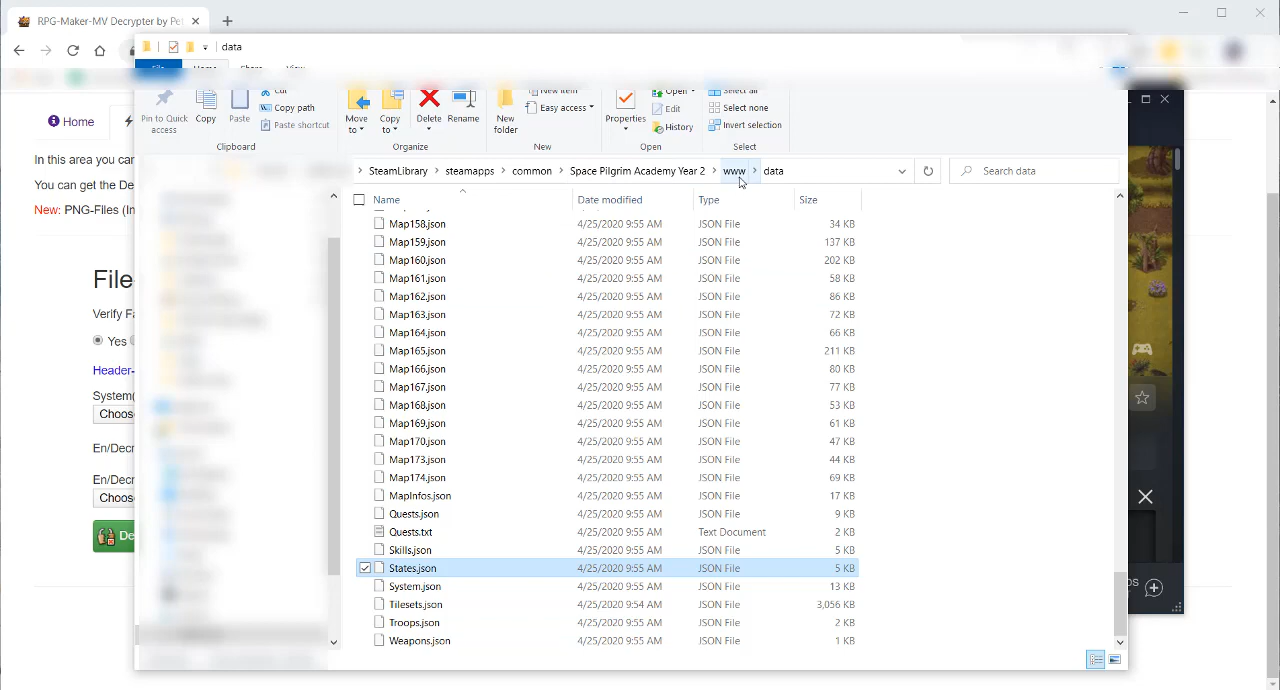 RPG-Maker-MV Decrypter by Pet
data
Home
In this area you can
You can get the De
New: PNG-Files (In
File
Verify Fa
Yes
Header-
System(
Choos
En/Decr
En/Decr
Choos
De
Pin to Quick access
Copy
Paste
Cut
Copy path
Paste shortcut
Clipboard
Move to
Copy to
Delete
Rename
Organize
New folder
New item
Easy access
New
Properties
Open
Edit
History
Open
Select all
Select none
Invert selection
Select
SteamLibrary > steamapps > common > Space Pilgrim Academy Year 2 > www > data
Search data
Name Date modified Type Size
Map158.json 4/25/2020 9:55 AM JSON File 34 KB
Map159.json 4/25/2020 9:55 AM JSON File 137 KB
Map160.json 4/25/2020 9:55 AM JSON File 202 KB
Map161.json 4/25/2020 9:55 AM JSON File 58 KB
Map162.json 4/25/2020 9:55 AM JSON File 86 KB
Map163.json 4/25/2020 9:55 AM JSON File 72 KB
Map164.json 4/25/2020 9:55 AM JSON File 66 KB
Map165.json 4/25/2020 9:55 AM JSON File 211 KB
Map166.json 4/25/2020 9:55 AM JSON File 80 KB
Map167.json 4/25/2020 9:55 AM JSON File 77 KB
Map168.json 4/25/2020 9:55 AM JSON File 53 KB
Map169.json 4/25/2020 9:55 AM JSON File 61 KB
Map170.json 4/25/2020 9:55 AM JSON File 47 KB
Map173.json 4/25/2020 9:55 AM JSON File 44 KB
Map174.json 4/25/2020 9:55 AM JSON File 69 KB
MapInfos.json 4/25/2020 9:55 AM JSON File 17 KB
Quests.json 4/25/2020 9:55 AM JSON File 9 KB
Quests.txt 4/25/2020 9:55 AM Text Document 2 KB
Skills.json 4/25/2020 9:55 AM JSON File 5 KB
States.json 4/25/2020 9:55 AM JSON File 5 KB
System.json 4/25/2020 9:55 AM JSON File 13 KB
Tilesets.json 4/25/2020 9:54 AM JSON File 3,056 KB
Troops.json 4/25/2020 9:55 AM JSON File 2 KB
Weapons.json 4/25/2020 9:55 AM JSON File 1 KB